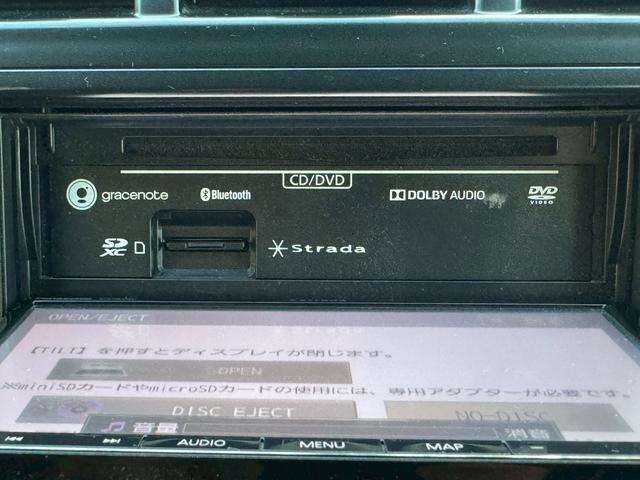 CD/DVD
gracenote Bluetooth DOLBY AUDIO DVD VIDEO
SD XC Strada
OPEN/EJECT
【TILT】を押すとディスプレイが閉じます。
OPEN
※miniSDカードやmicroSDカードの使用には、専用アダプターが必要です。
DISC EJECT NO-DISC
音量 消音
AUDIO MENU MAP